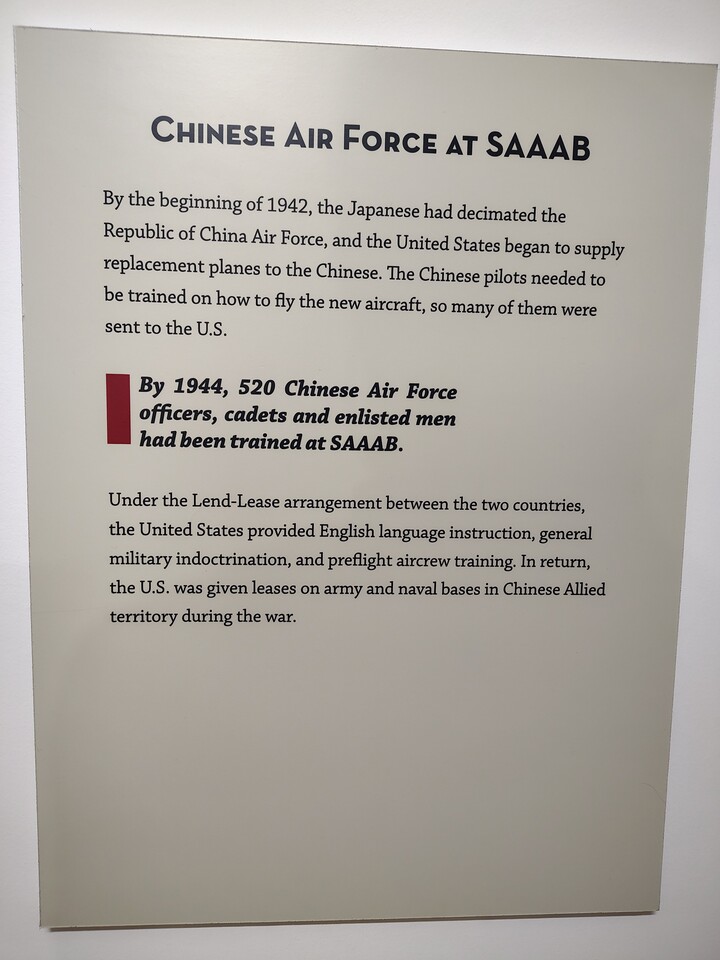 Chinese Air Force at SAAAB
By the beginning of 1942, the Japanese had decimated the
Republic of China Air Force, and the United States began to supply
replacement planes to the Chinese. The Chinese pilots needed to
be trained on how to fly the new aircraft, so many of them were
sent to the U.S.
By 1944, 520 Chinese Air Force
officers, cadets and enlisted men
had been trained at SAAAB.
Under the Lend-Lease arrangement between the two countries,
the United States provided English language instruction, general
military indoctrination, and preflight aircrew training. In return,
the U.S. was given leases on army and naval bases in Chinese Allied
territory during the war.